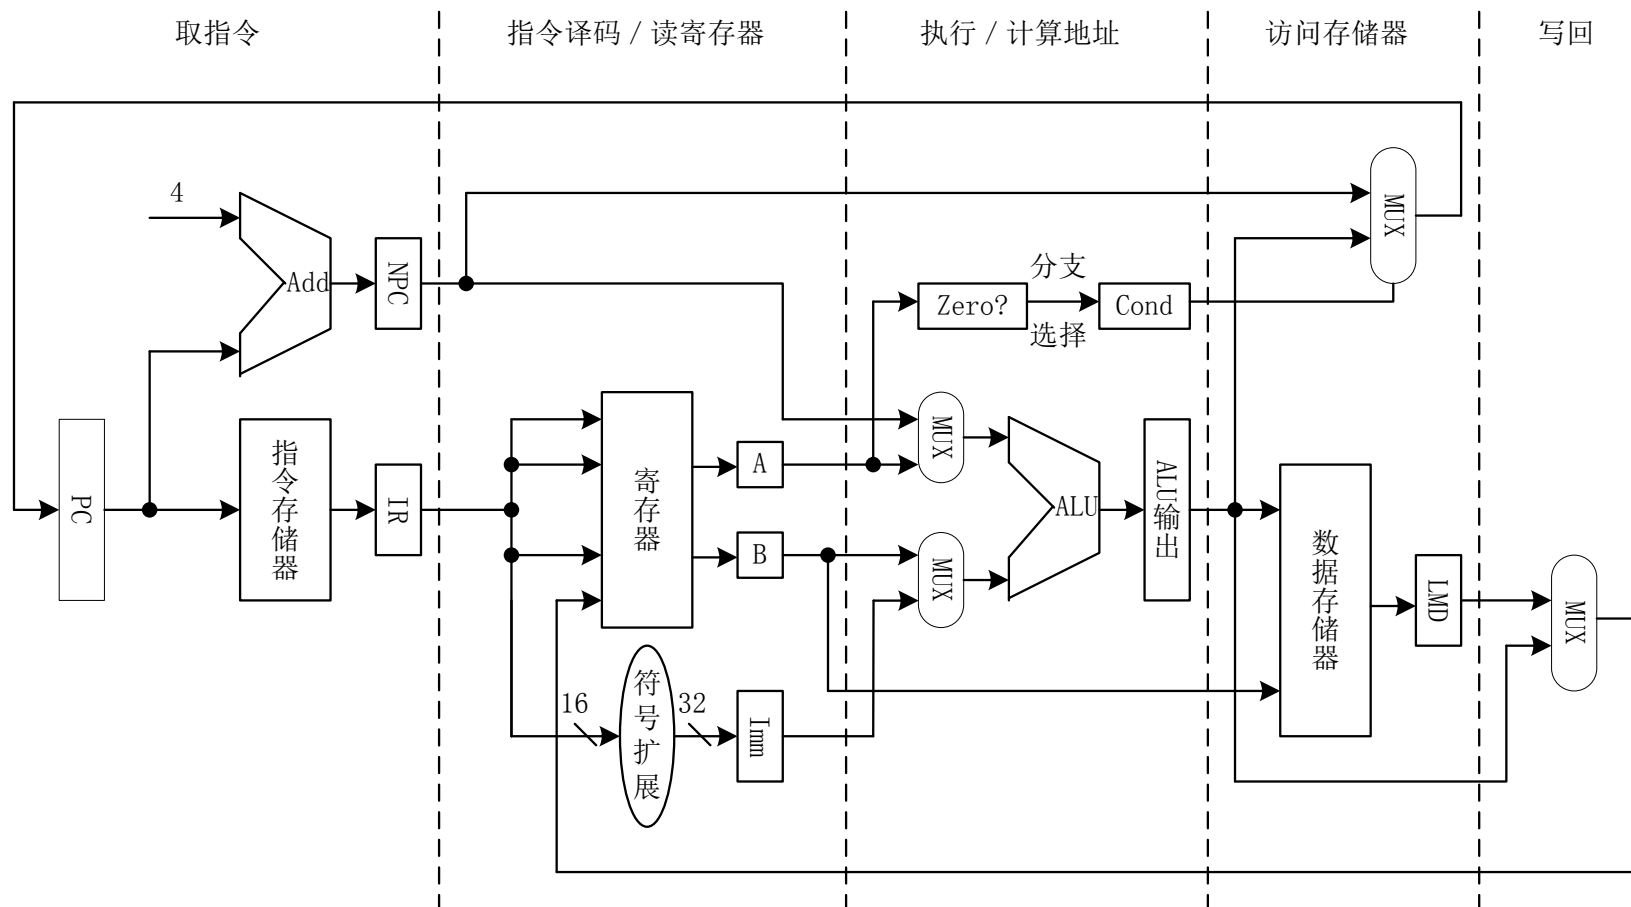 取指令
指令译码 / 读寄存器
执行 / 计算地址
访问存储器
写回
4
Add
NPC
MUX
分支
选择
Zero?
Cond
PC
指令存储器
IR
寄存器
A
B
MUX
MUX
ALU
ALU输出
数据存储器
LMD
MUX
16
符号扩展
32
Imm